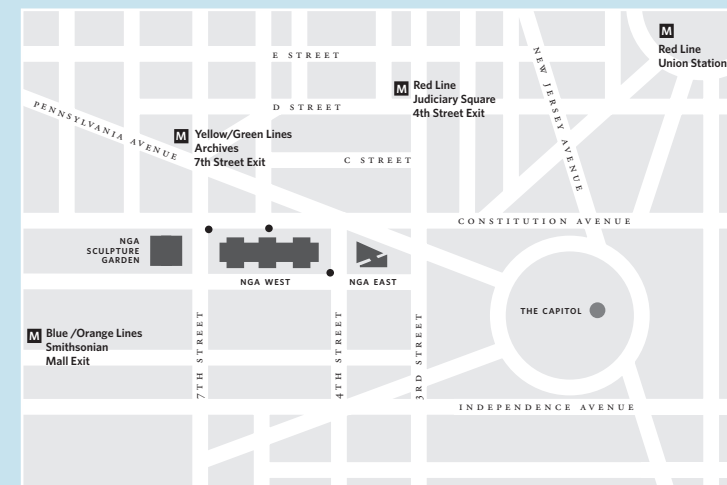 M
Red Line
Union Station
E STREET
NEW JERSEY AVENUE
M
Red Line
Judiciary Square
4th Street Exit
D STREET
PENNSYLVANIA AVENUE
M
Yellow/Green Lines
Archives
7th Street Exit
C STREET
CONSTITUTION AVENUE
NGA
SCULPTURE
GARDEN
NGA WEST
NGA EAST
THE CAPITOL
M
Blue /Orange Lines
Smithsonian
Mall Exit
7TH STREET
4TH STREET
3RD STREET
INDEPENDENCE AVENUE